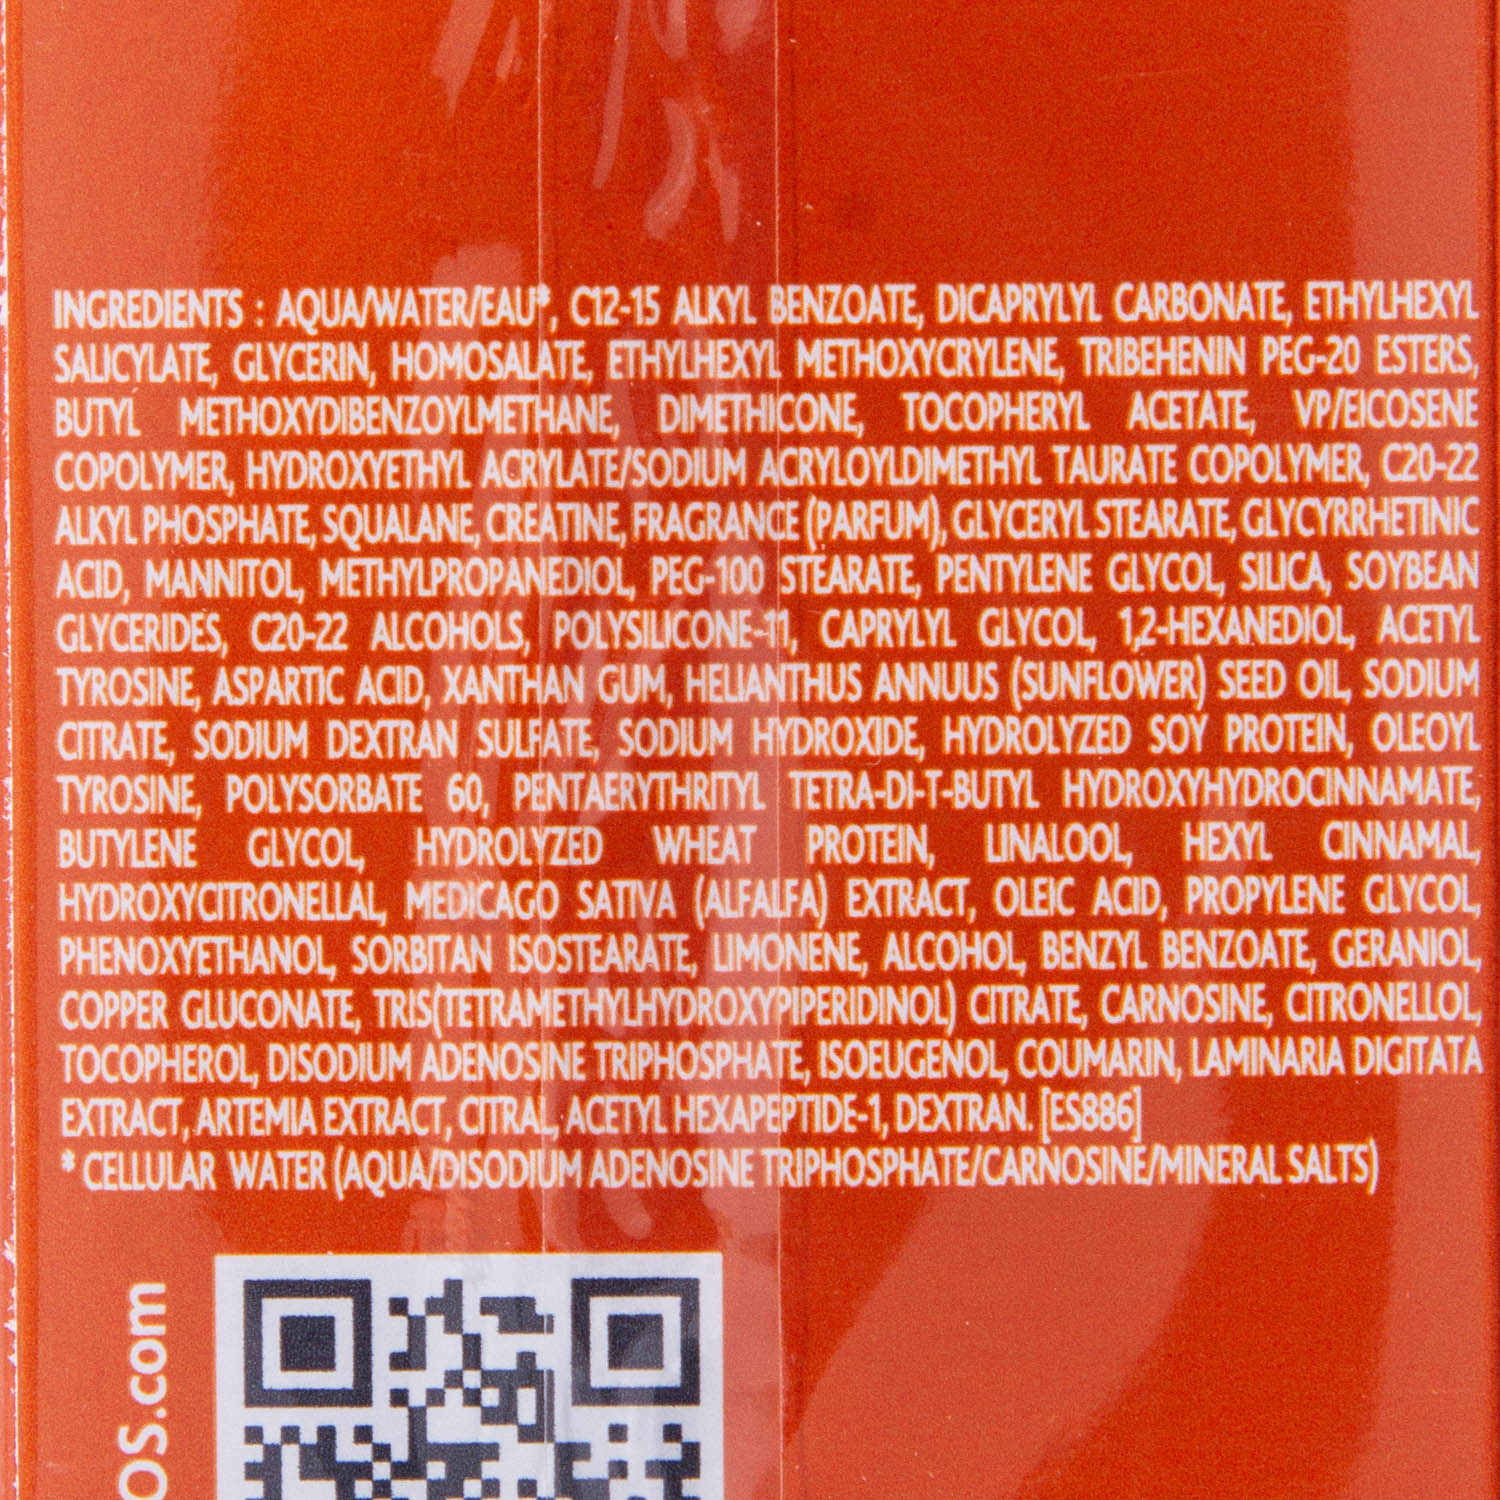 INGREDIENTS : AQUA/WATER/EAU*, C12-15 ALKYL BENZOATE, DICAPRYLYL CARBONATE, ETHYLHEXYL
SALICYLATE, GLYCERIN, HOMOSALATE, ETHYLHEXYL METHOXYCRYLENE, TRIBEHENIN PEG-20 ESTERS,
BUTYL METHOXYDIBENZOYLMETHANE, DIMETHICONE, TOCOPHERYL ACETATE, VP/EICOSENE
COPOLYMER, HYDROXYETHYL ACRYLATE/SODIUM ACRYLOYLDIMETHYL TAURATE COPOLYMER, C20-22
ALKYL PHOSPHATE, SQUALANE, CREATINE, FRAGRANCE (PARFUM), GLYCERYL STEARATE, GLYCYRRHETINIC
ACID, MANNITOL, METHYLPROPANEDIOL, PEG-100 STEARATE, PENTYLENE GLYCOL, SILICA, SOYBEAN
GLYCERIDES, C20-22 ALCOHOLS, POLYSILICONE-11, CAPRYLYL GLYCOL, 1,2-HEXANEDIOL, ACETYL
TYROSINE, ASPARTIC ACID, XANTHAN GUM, HELIANTHUS ANNUUS (SUNFLOWER) SEED OIL, SODIUM
CITRATE, SODIUM DEXTRAN SULFATE, SODIUM HYDROXIDE, HYDROLYZED SOY PROTEIN, OLEOYL
TYROSINE, POLYSORBATE 60, PENTAERYTHRITYL TETRA-DI-T-BUTYL HYDROXYHYDROCINNAMATE,
BUTYLENE GLYCOL, HYDROLYZED WHEAT PROTEIN, LINALOOL, HEXYL CINNAMAL,
HYDROXYCITRONELLAL, MEDICAGO SATIVA (ALFALFA) EXTRACT, OLEIC ACID, PROPYLENE GLYCOL,
PHENOXYETHANOL, SORBITAN ISOSTEARATE, LIMONENE, ALCOHOL, BENZYL BENZOATE, GERANIOL,
COPPER GLUCONATE, TRIS(TETRAMETHYLHYDROXYPIPERIDINOL) CITRATE, CARNOSINE, CITRONELLOL,
TOCOPHEROL, DISODIUM ADENOSINE TRIPHOSPHATE, ISOEUGENOL, COUMARIN, LAMINARIA DIGITATA
EXTRACT, ARTEMIA EXTRACT, CITRAL, ACETYL HEXAPEPTIDE-1, DEXTRAN. [ES886]
* CELLULAR WATER (AQUA/DISODIUM ADENOSINE TRIPHOSPHATE/CARNOSINE/MINERAL SALTS)
OS.com